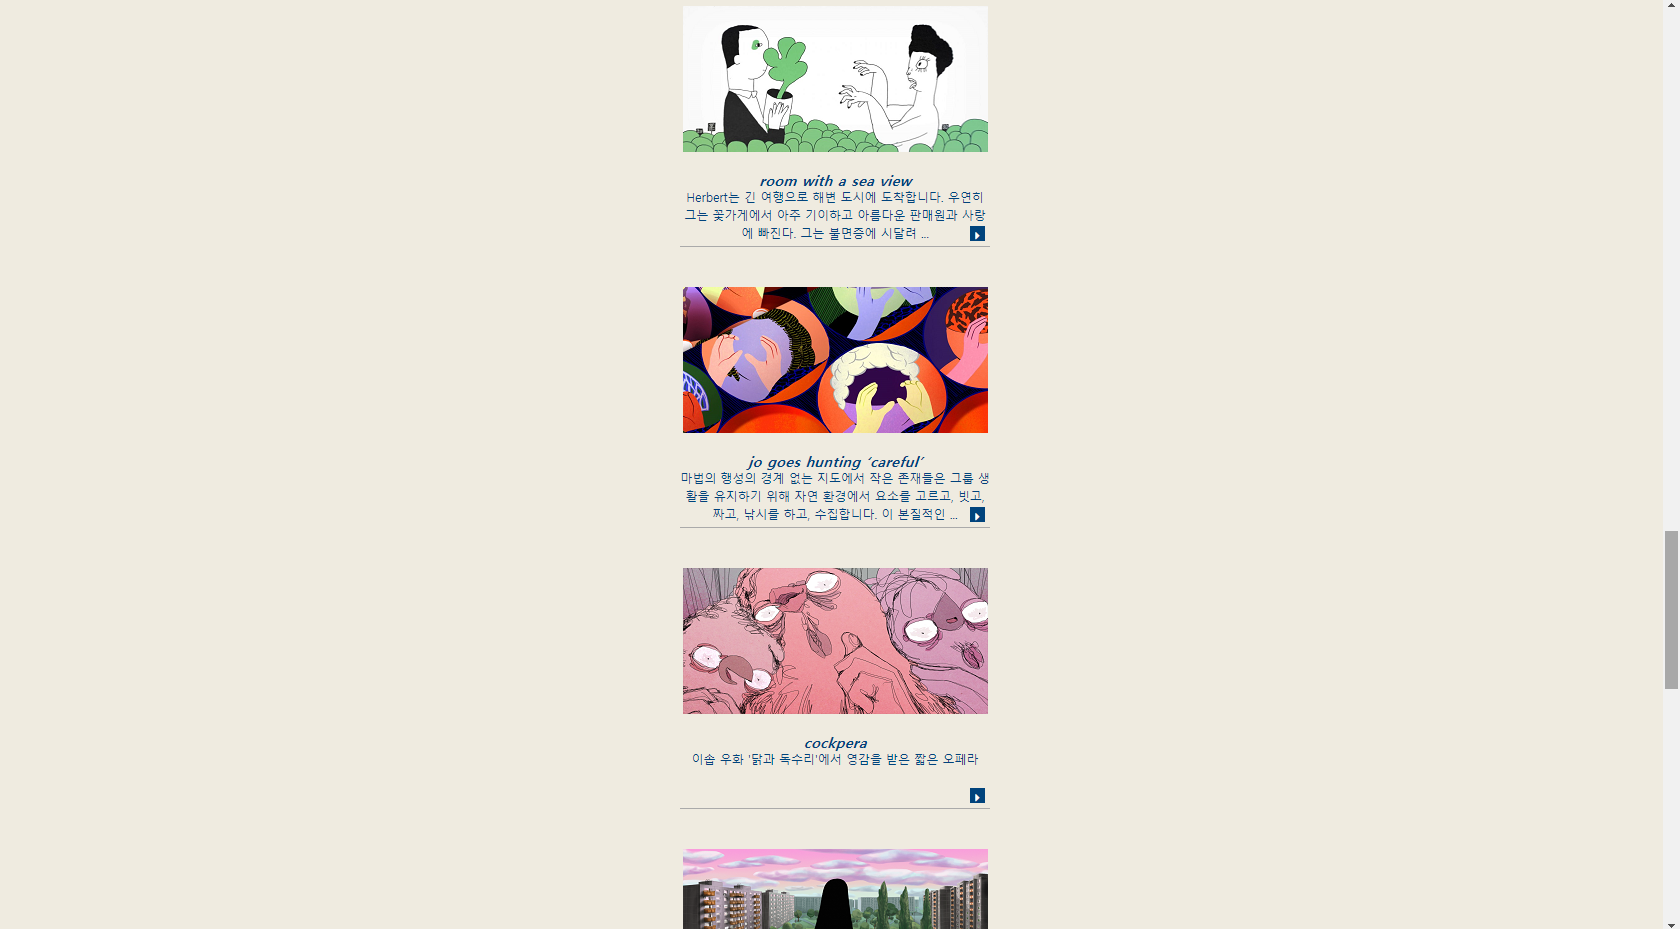 room with a sea view
Herbert는 긴 여행으로 해변 도시에 도착합니다. 우연히
그는 꽃가게에서 아주 기이하고 아름다운 판매원과 사랑
에 빠진다. 그는 불면증에 시달려 ...
jo goes hunting ‘careful’
마법의 행성의 경계 없는 지도에서 작은 존재들은 그룹 생
활을 유지하기 위해 자연 환경에서 요소를 고르고, 빗고,
짜고, 낚시를 하고, 수집합니다. 이 본질적인 ...
cockpera
이솝 우화 '닭과 독수리'에서 영감을 받은 짧은 오페라